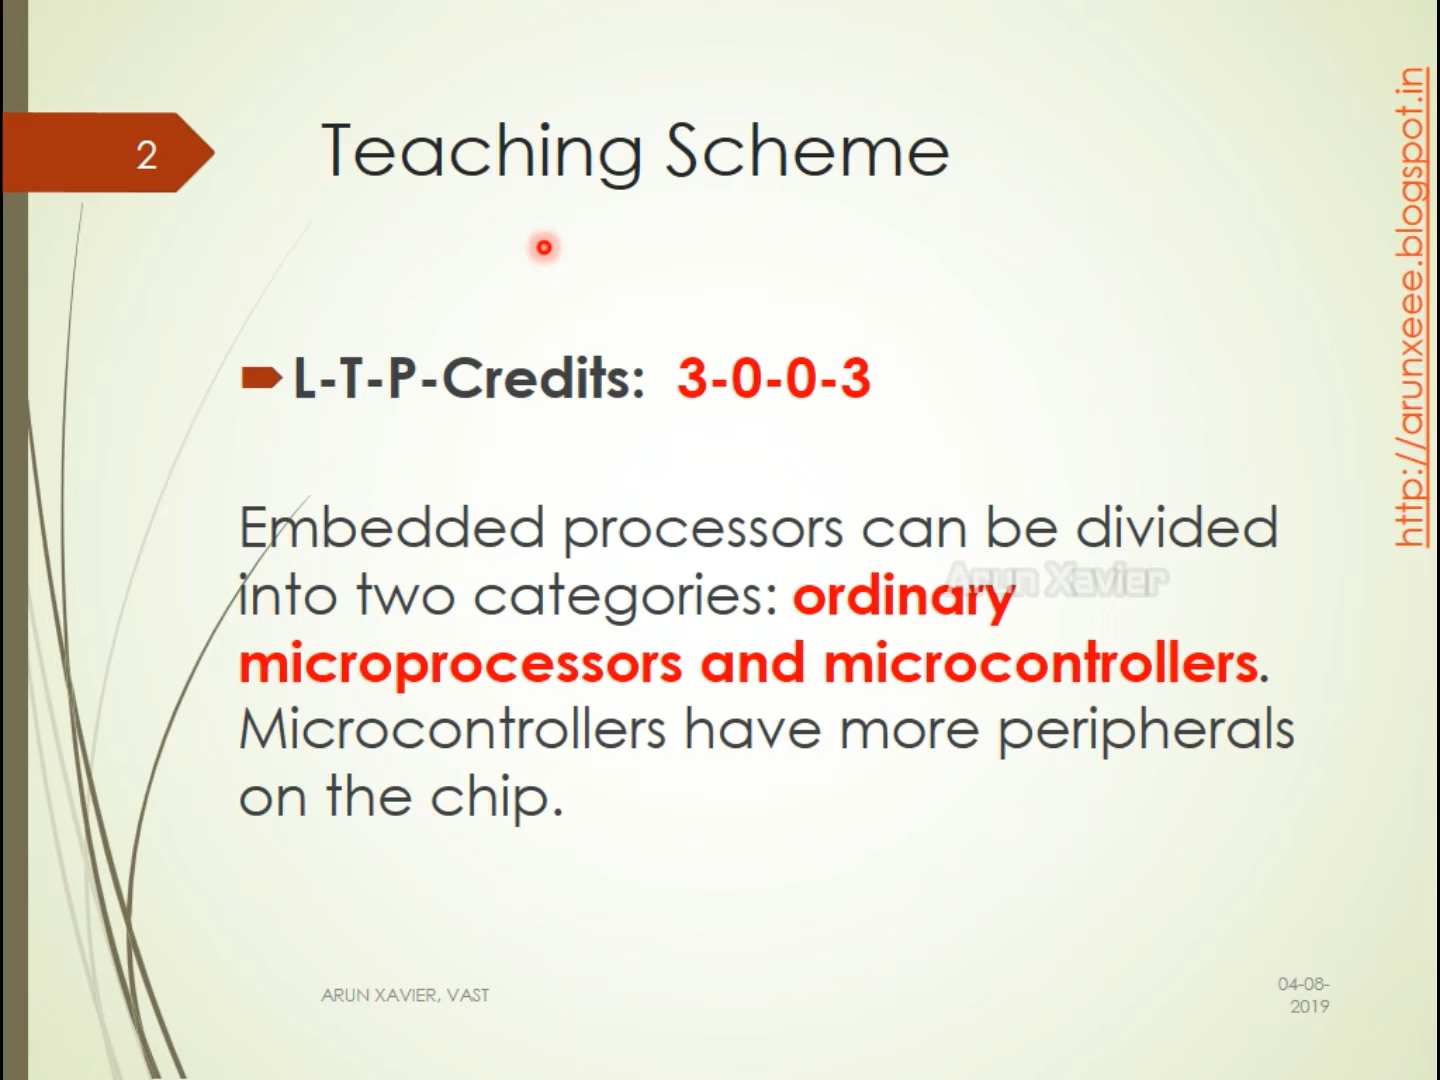 2
Teaching Scheme
L-T-P-Credits: 3-0-0-3
Embedded processors can be divided
into two categories: ordinary
microprocessors and microcontrollers.
Microcontrollers have more peripherals
on the chip.
Arun Xavier
http://arunxeee.blogspot.in
ARUN XAVIER, VAST
04-08-
2019